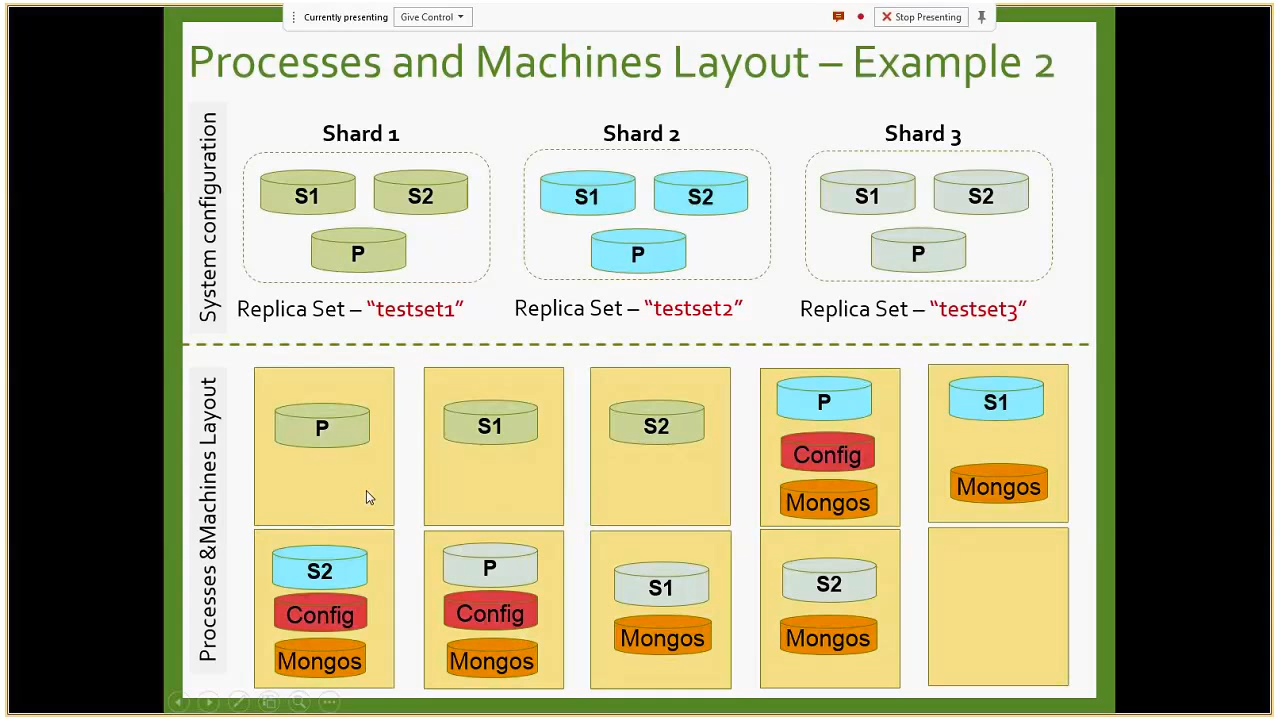 Currently presenting
Give Control
Stop Presenting
Processes and Machines Layout – Example 2
System configuration
Shard 1
Shard 2
Shard 3
S1 S2
P
S1 S2
P
S1 S2
P
Replica Set – “testset1”
Replica Set – “testset2”
Replica Set – “testset3”
Processes &Machines Layout
P
S1
S2
P
Config
Mongos
S1
Mongos
S2
Config
Mongos
P
Config
Mongos
S1
Mongos
S2
Mongos